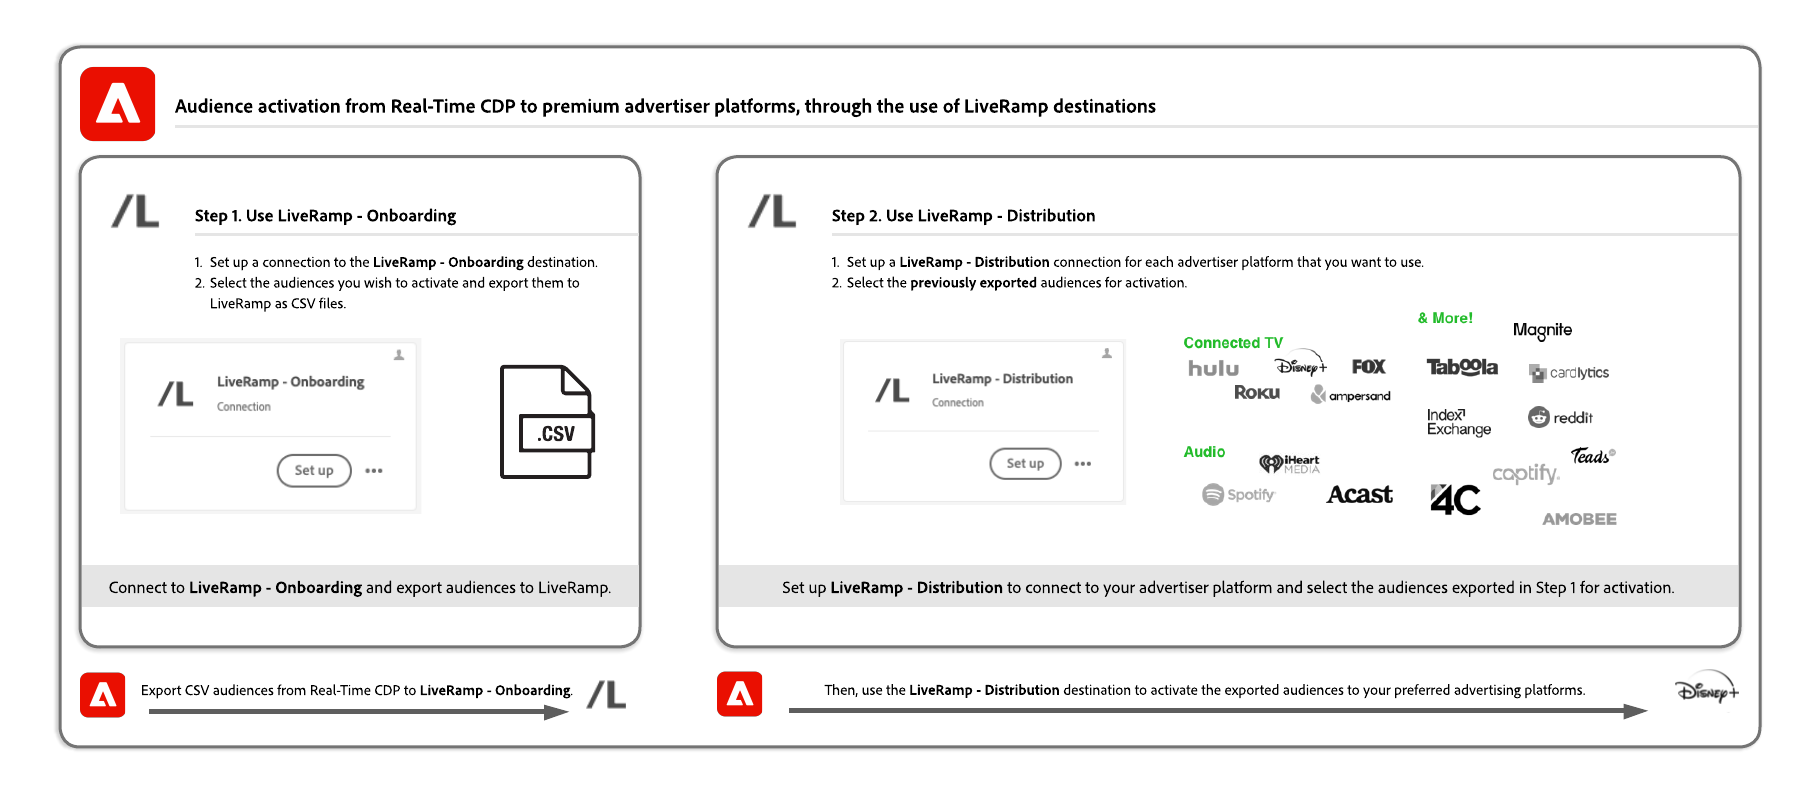 Audience activation from Real-Time CDP to premium advertiser platforms, through the use of LiveRamp destinations
/L
Step 1. Use LiveRamp - Onboarding
1. Set up a connection to the LiveRamp - Onboarding destination.
2. Select the audiences you wish to activate and export them to
LiveRamp as CSV files.
/L
LiveRamp - Onboarding
Connection
Set up
.CSV
Connect to LiveRamp - Onboarding and export audiences to LiveRamp.
/L
Step 2. Use LiveRamp - Distribution
1. Set up a LiveRamp - Distribution connection for each advertiser platform that you want to use.
2. Select the previously exported audiences for activation.
/L
LiveRamp - Distribution
Connection
Set up
Connected TV
hulu
Disney+
FOX
Roku
& ampersand
Audio
iHeart
MEDIA
Spotify
Acast
& More!
Magnite
Taboola
cardlytics
Index
Exchange
reddit
Teads
captify
4C
AMOBEE
Set up LiveRamp - Distribution to connect to your advertiser platform and select the audiences exported in Step 1 for activation.
Export CSV audiences from Real-Time CDP to LiveRamp - Onboarding.
/L
Then, use the LiveRamp - Distribution destination to activate the exported audiences to your preferred advertising platforms.
Disney+